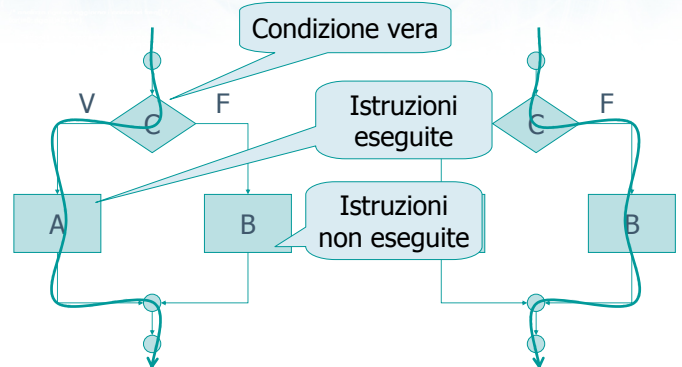 Condizione vera
V
F
C
Istruzioni
eseguite
F
C
A
B
Istruzioni
non eseguite
B